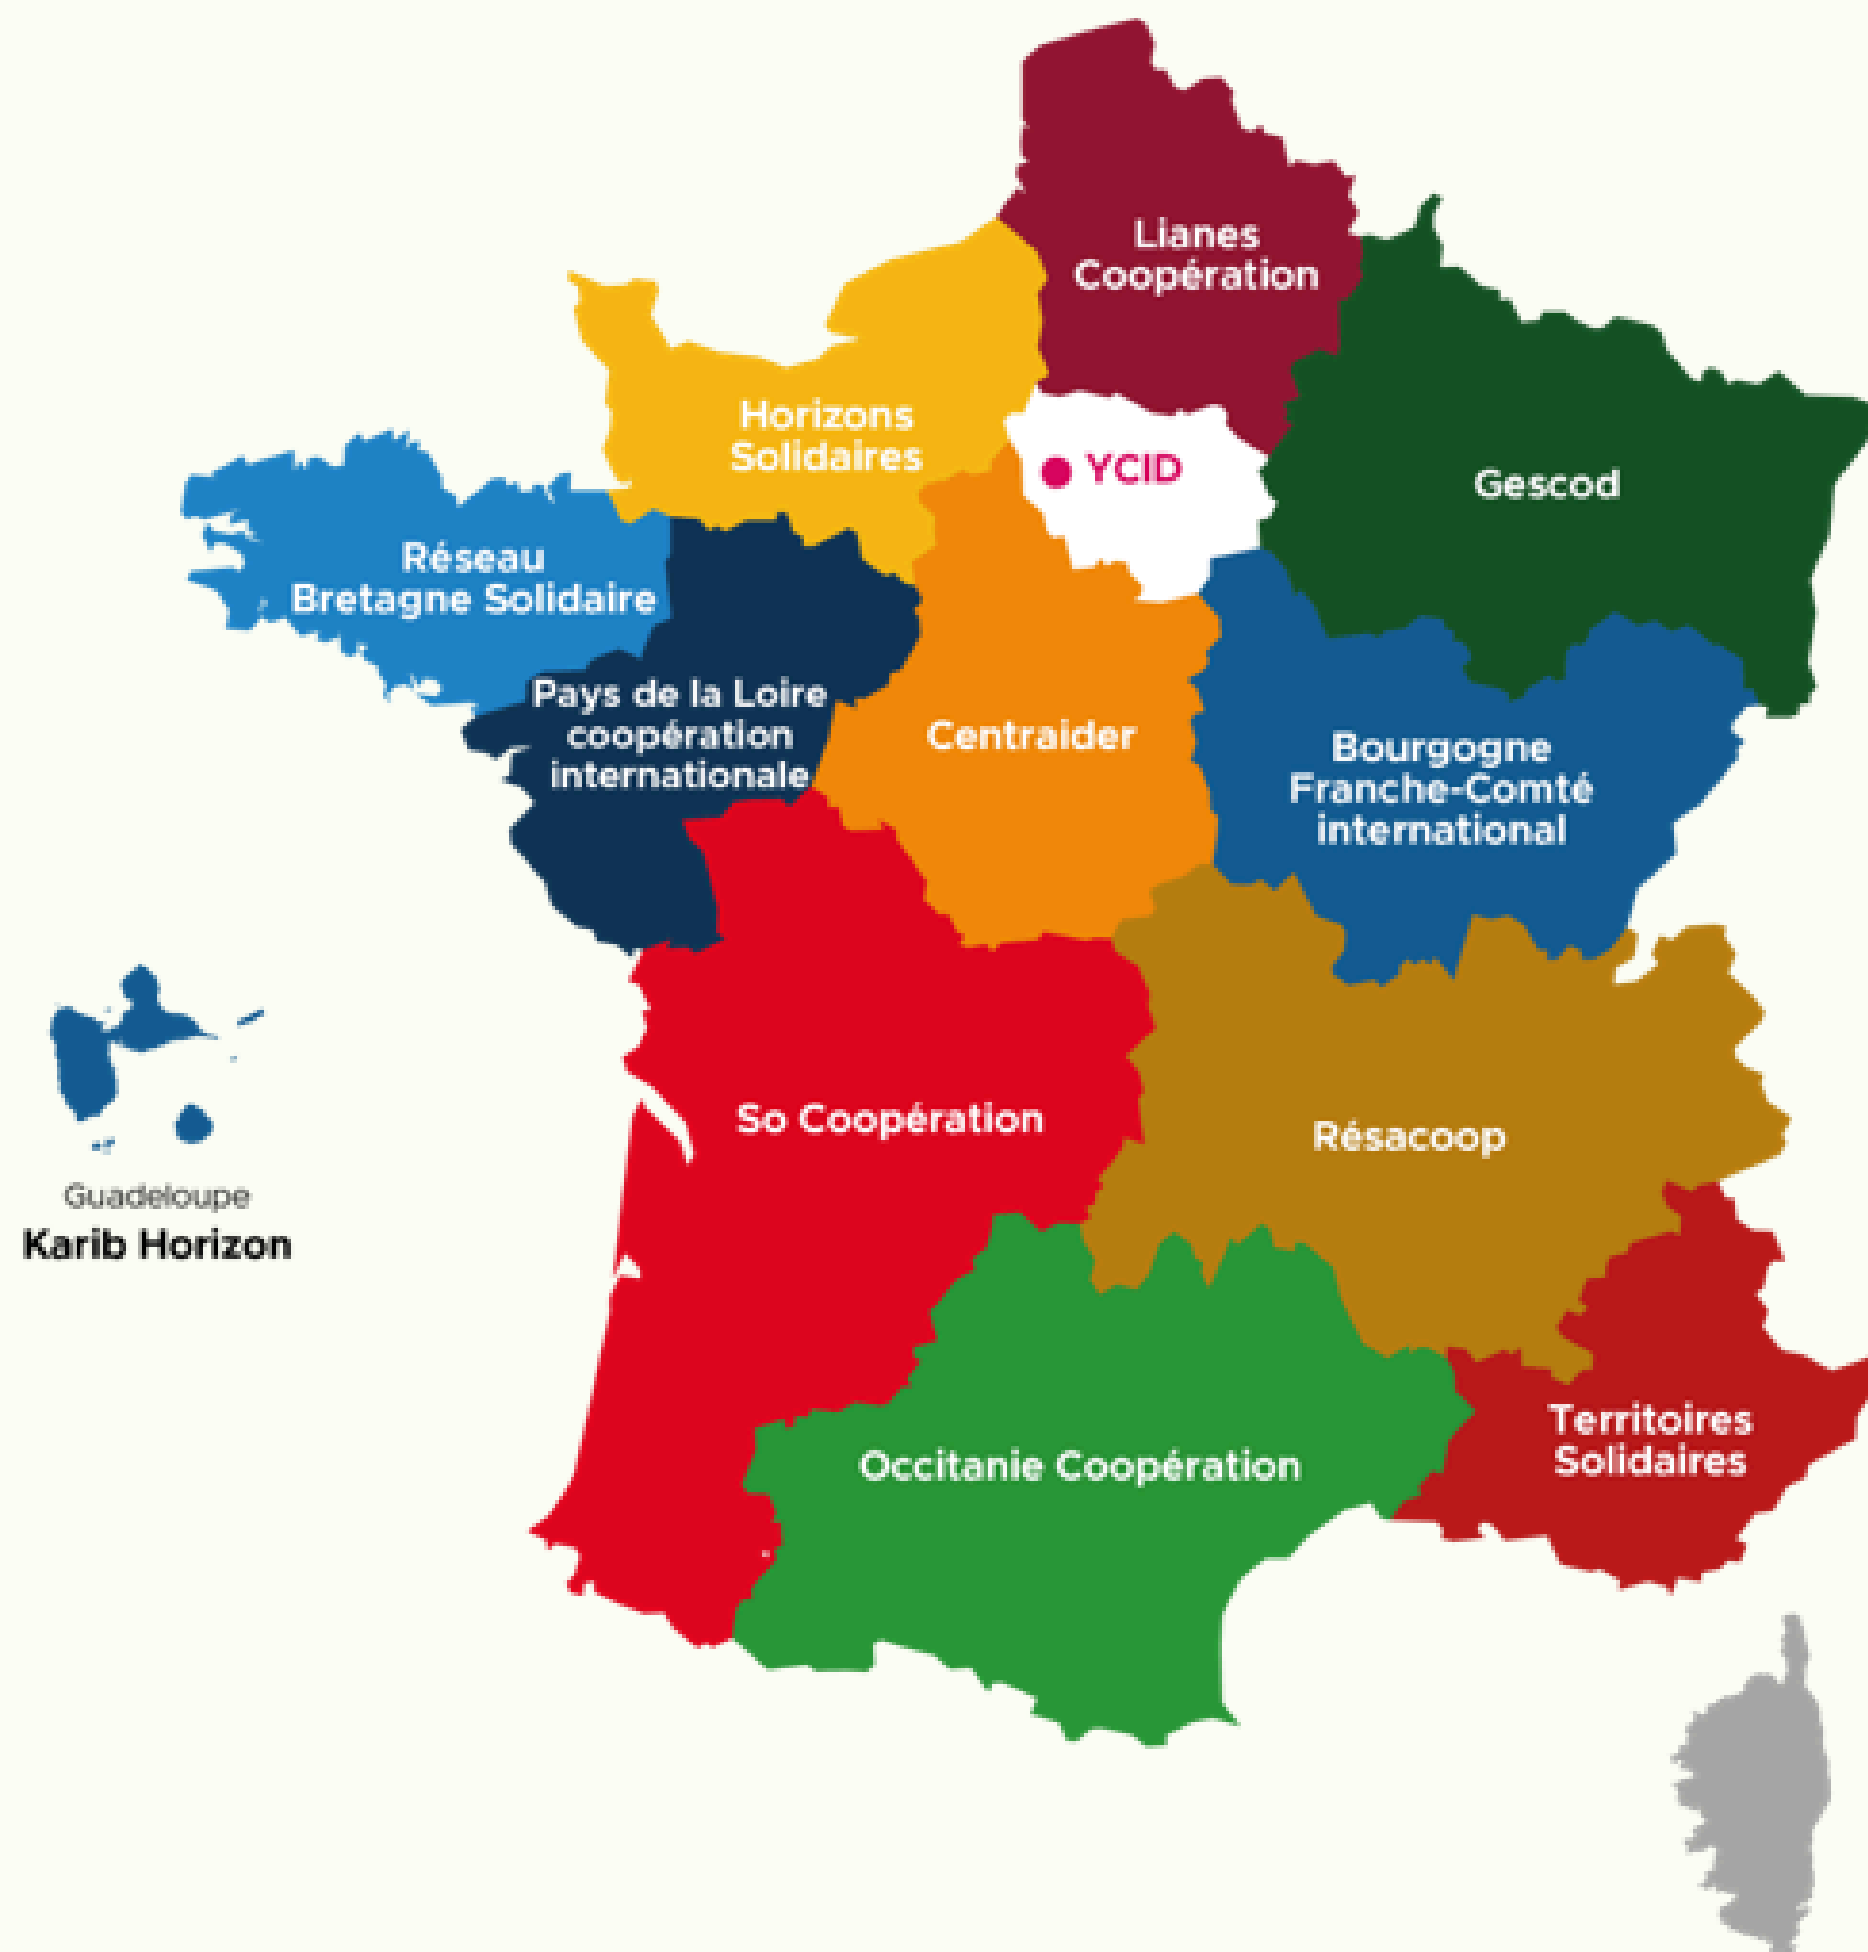 Lianes
Coopération
Horizons
Solidaires
YCID
Gescod
Réseau
Bretagne Solidaire
Pays de la Loire
coopération
internationale
Centraider
Bourgogne
Franche-Comté
international
So Coopération
Résacoop
Guadeloupe
Karib Horizon
Territoires
Solidaires
Occitanie Coopération